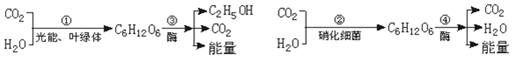 CO₂ H₂O ① 光能、叶绿体 C₆H₁₂O₆ ③ 酶 C₂H₅OH CO₂ 能量
CO₂ H₂O ② 硝化细菌 C₆H₁₂O₆ ④ 酶 CO₂ H₂O 能量